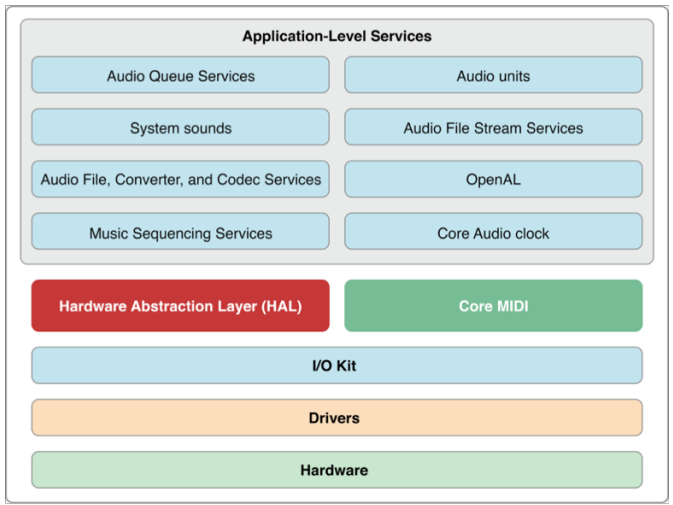 Application-Level Services
Audio Queue Services
Audio units
System sounds
Audio File Stream Services
Audio File, Converter, and Codec Services
OpenAL
Music Sequencing Services
Core Audio clock
Hardware Abstraction Layer (HAL)
Core MIDI
I/O Kit
Drivers
Hardware